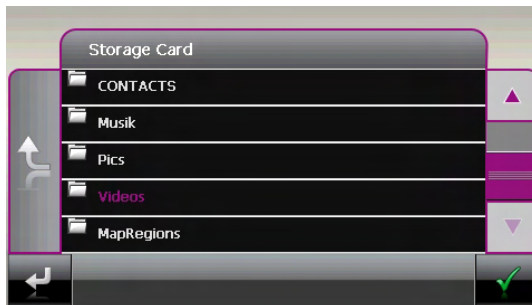 Storage Card
CONTACTS
Musik
Pics
Videos
MapRegions